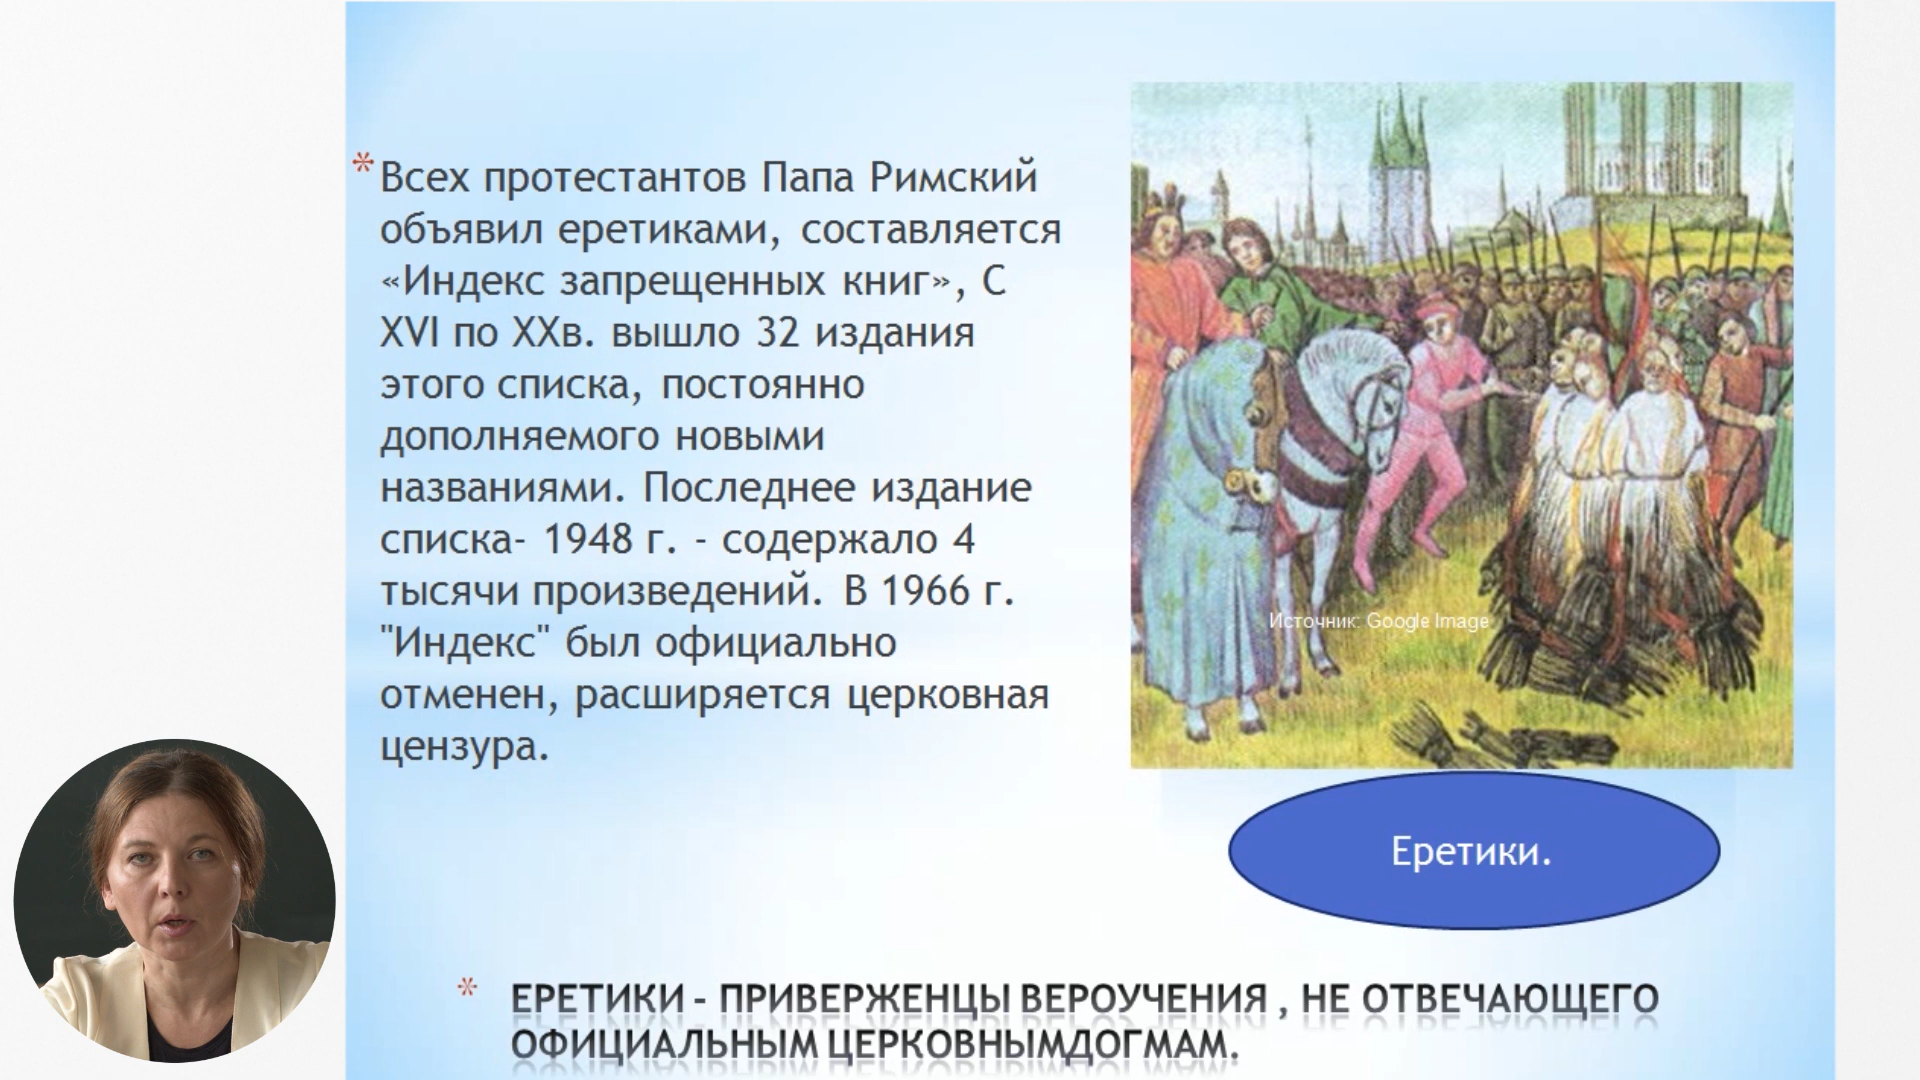 * Всех протестантов Папа Римский
объявил еретиками, составляется
«Индекс запрещенных книг», С
XVI по XXв. вышло 32 издания
этого списка, постоянно
дополняемого новыми
названиями. Последнее издание
списка- 1948 г. - содержало 4
тысячи произведений. В 1966 г.
"Индекс" был официально
отменен, расширяется церковная
цензура.
Источник: Google Image
Еретики.
* ЕРЕТИКИ - ПРИВЕРЖЕНЦЫ ВЕРОУЧЕНИЯ , НЕ ОТВЕЧАЮЩЕГО
ОФИЦИАЛЬНЫМ ЦЕРКОВНЫМДОГМАМ.